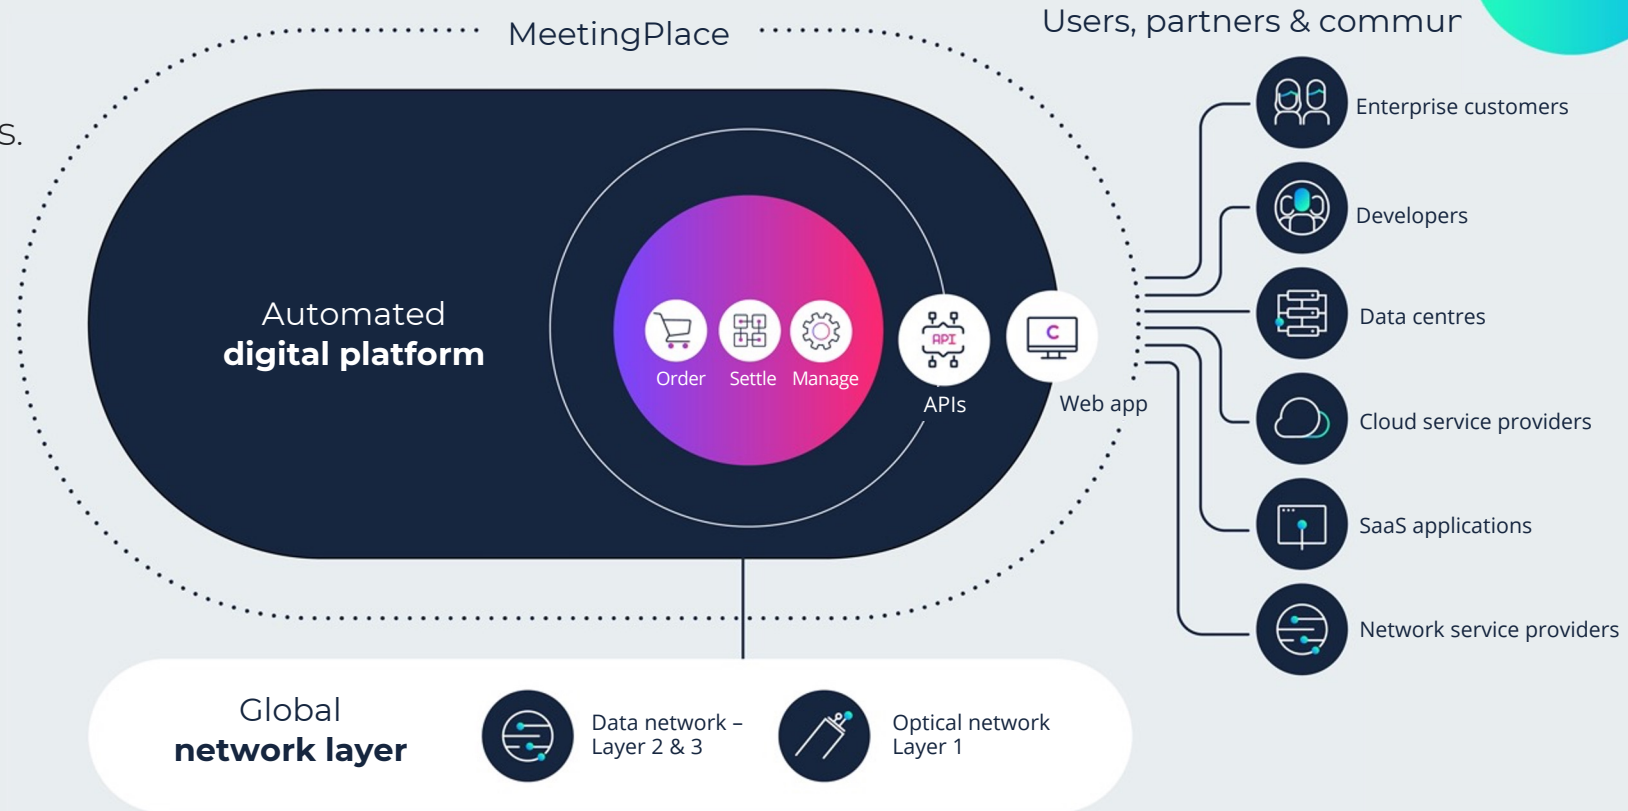 MeetingPlace
Users, partners &
s.
Automated
digital platform
Order
Settle
Manage
API
APIs
C
Web app
Enterprise customers
Developers
Data centres
Cloud service providers
SaaS applications
Network service providers
Global
network layer
Data network –
Layer 2 & 3
Optical network
Layer 1